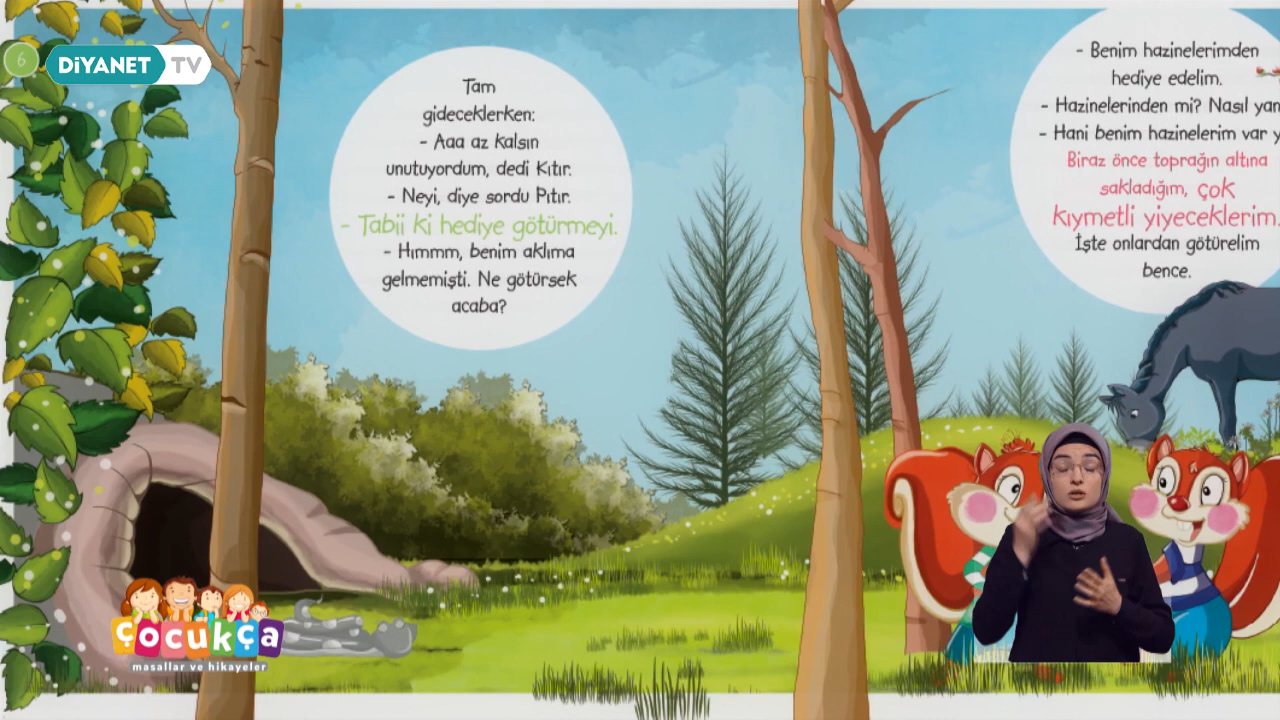 6
DİYANET TV
Tam
gideceklerken:
- Aaa az kalsın
unutuyordum, dedi Kıtır.
- Neyi, diye sordu Pıtır.
- Tabii ki hediye götürmeyi.
- Hımmm, benim aklıma
gelmemişti. Ne götürsek
acaba?
- Benim hazinelerimden
hediye edelim.
- Hazinelerinden mi? Nasıl yan
- Hani benim hazinelerim var y
Biraz önce toprağın altına
sakladığım, çok
kıymetli yiyeceklerim.
İşte onlardan götürelim
bence.
çocukça
masallar ve hikayeler